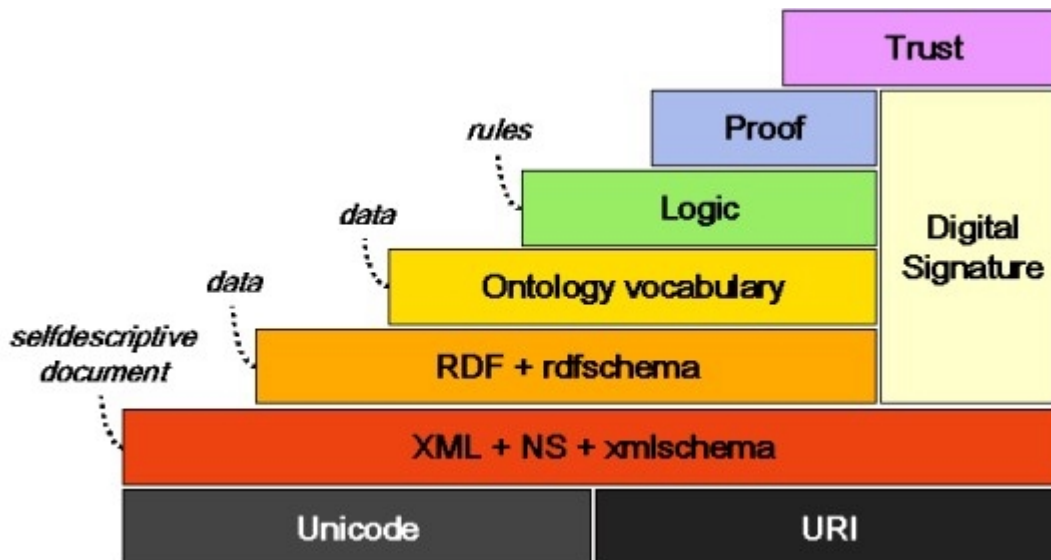 Trust
Proof
rules
Logic
data
Digital
Signature
Ontology vocabulary
data
selfdescriptive
document
RDF + rdfschema
XML + NS + xmlschema
Unicode
URI